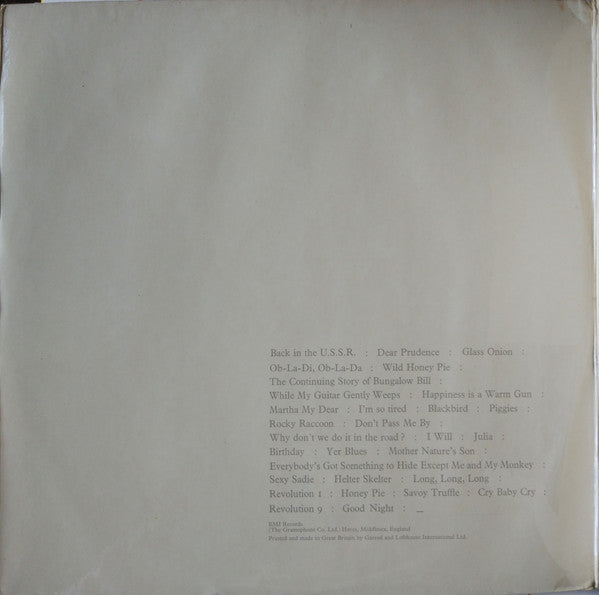 Back in the U.S.S.R. : Dear Prudence : Glass Onion :
Ob-La-Di, Ob-La-Da : Wild Honey Pie :
The Continuing Story of Bungalow Bill :
While My Guitar Gently Weeps : Happiness is a Warm Gun :
Martha My Dear : I'm so tired : Blackbird : Piggies :
Rocky Raccoon : Don't Pass Me By :
Why don't we do it in the road ? : I Will : Julia :
Birthday : Yer Blues : Mother Nature's Son :
Everybody's Got Something to Hide Except Me and My Monkey :
Sexy Sadie : Helter Skelter : Long, Long, Long :
Revolution 1 : Honey Pie : Savoy Truffle : Cry Baby Cry :
Revolution 9 : Good Night : _
EMI Records
(The Gramophone Co. Ltd.) Hayes, Middlesex, England
Printed and made in Great Britain by Garrod and Lofthouse International Ltd.